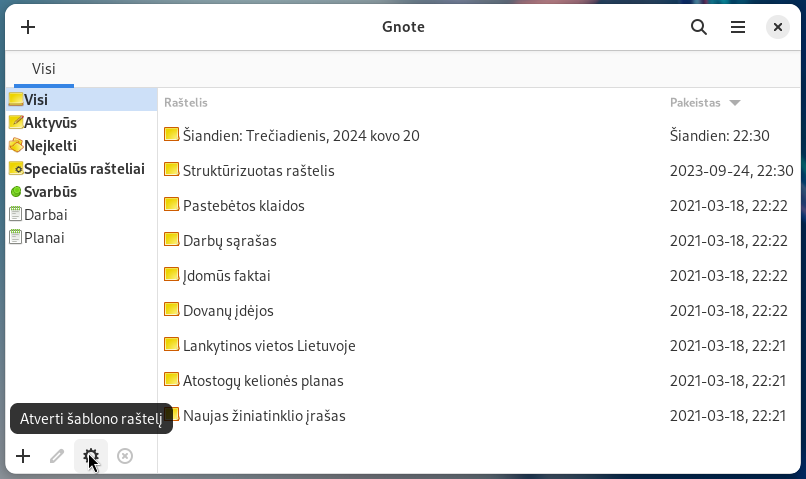 Gnote
Visi
Visi
Aktyvūs
Neįkelti
Specialūs rašteliai
Svarbūs
Darbai
Planai
Raštelis Pakeistas
Šiandien: Trečiadienis, 2024 kovo 20 Šiandien: 22:30
Struktūrizuotas raštelis 2023-09-24, 22:30
Pastebėtos klaidos 2021-03-18, 22:22
Darbų sąrašas 2021-03-18, 22:22
Įdomūs faktai 2021-03-18, 22:22
Dovanų įdėjos 2021-03-18, 22:22
Lankytinos vietos Lietuvoje 2021-03-18, 22:21
Atostogų kelionės planas 2021-03-18, 22:21
Naujas žiniatinklio įrašas 2021-03-18, 22:21
Atverti šablono raštelį